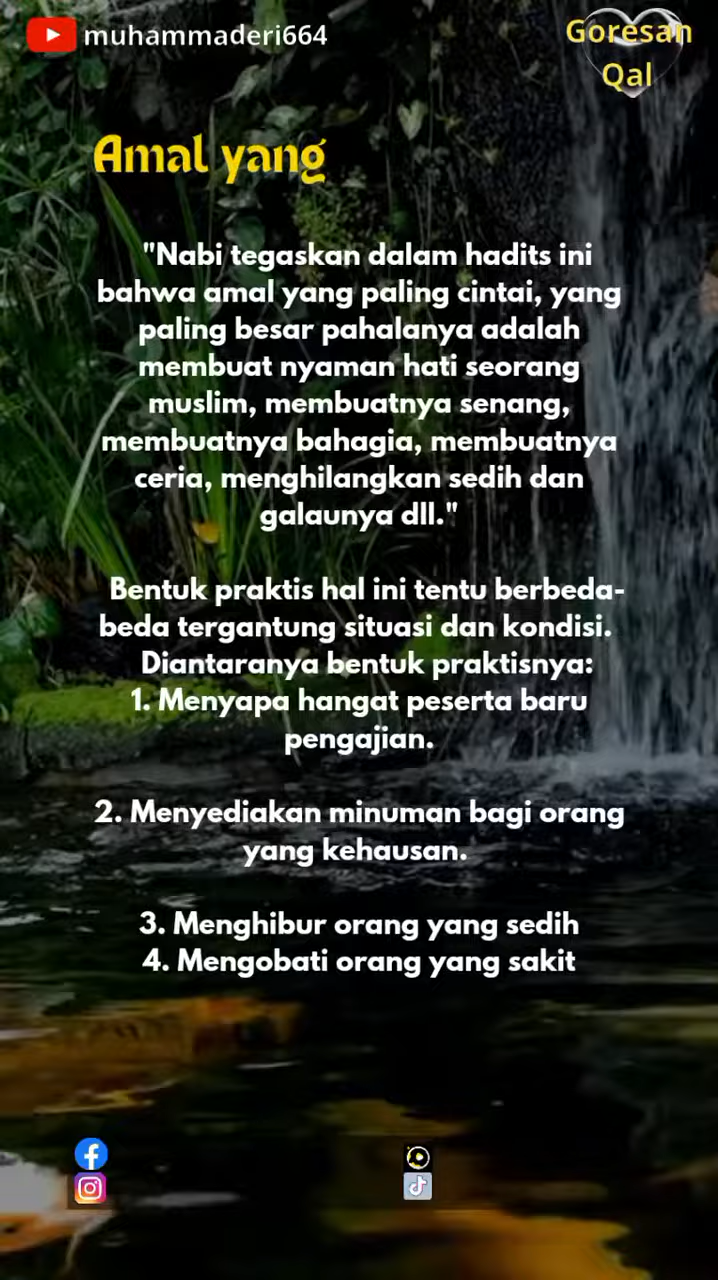 muhammaderi664
Goresan
Qal
Amal yang
"Nabi tegaskan dalam hadits ini
bahwa amal yang paling cintai, yang
paling besar pahalanya adalah
membuat nyaman hati seorang
muslim, membuatnya senang,
membuatnya bahagia, membuatnya
ceria, menghilangkan sedih dan
galaunya dll."
Bentuk praktis hal ini tentu berbeda-
beda tergantung situasi dan kondisi.
Diantaranya bentuk praktisnya:
1. Menyapa hangat peserta baru
pengajian.
2. Menyediakan minuman bagi orang
yang kehausan.
3. Menghibur orang yang sedih
4. Mengobati orang yang sakit